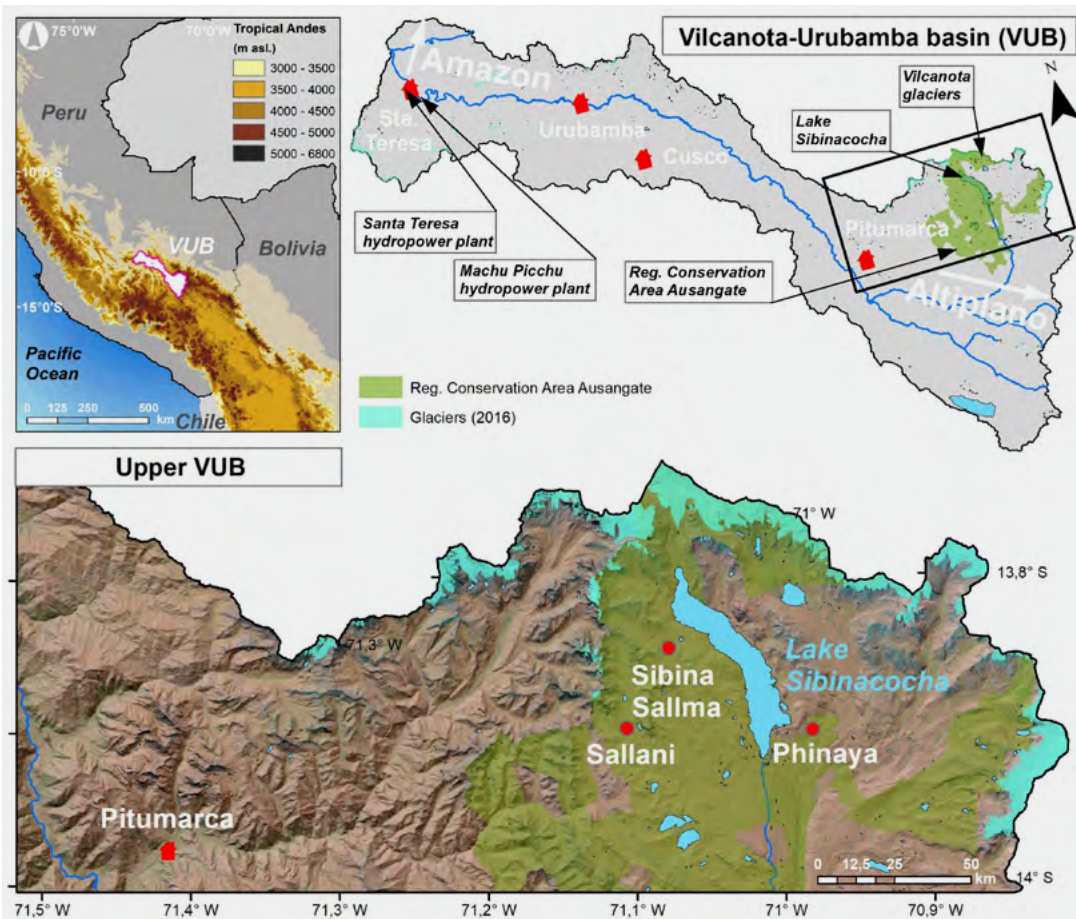 75°0'W
70°0'W
Tropical Andes
(m asl.)
3000 - 3500
3500 - 4000
4000 - 4500
4500 - 5000
5000 - 6800
Peru
10°0'S
VUB
Bolivia
15°0'S
Pacific
Ocean
0 125 250 500
km
Chile
Vilcanota-Urubamba basin (VUB)
N
Amazon
Vilcanota
glaciers
Lake
Sibinacocha
Sta.
Teresa
Urubamba
Cusco
Pitumarca
Santa Teresa
hydropower plant
Machu Picchu
hydropower plant
Reg. Conservation
Area Ausangate
Altiplano
Reg. Conservation Area Ausangate
Glaciers (2016)
Upper VUB
71° W
13,8° S
71,3° W
Lake
Sibinacocha
Sibina
Sallma
Sallani
Phinaya
Pitumarca
0 12,5 25 50
km
14° S
71,5° W
71,4° W
71,3° W
71,2° W
71,1° W
71° W
70,9° W